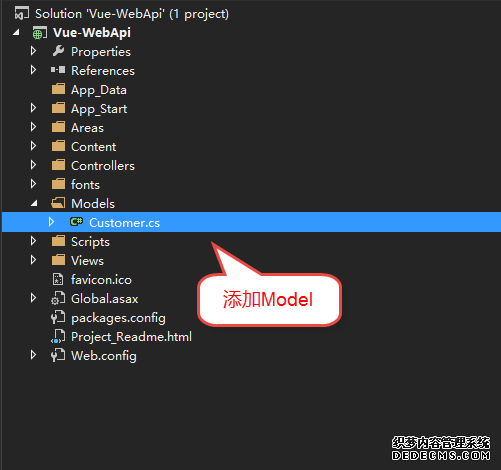 Solution 'Vue-WebApi' (1 project)
Vue-WebApi
Properties
References
App_Data
App_Start
Areas
Content
Controllers
fonts
Models
C# Customer.cs
Scripts
Views
favicon.ico
Global.asax
packages.config
Project_Readme.html
Web.config
添加Model
织梦内容管理系统
DEDECMS.COM